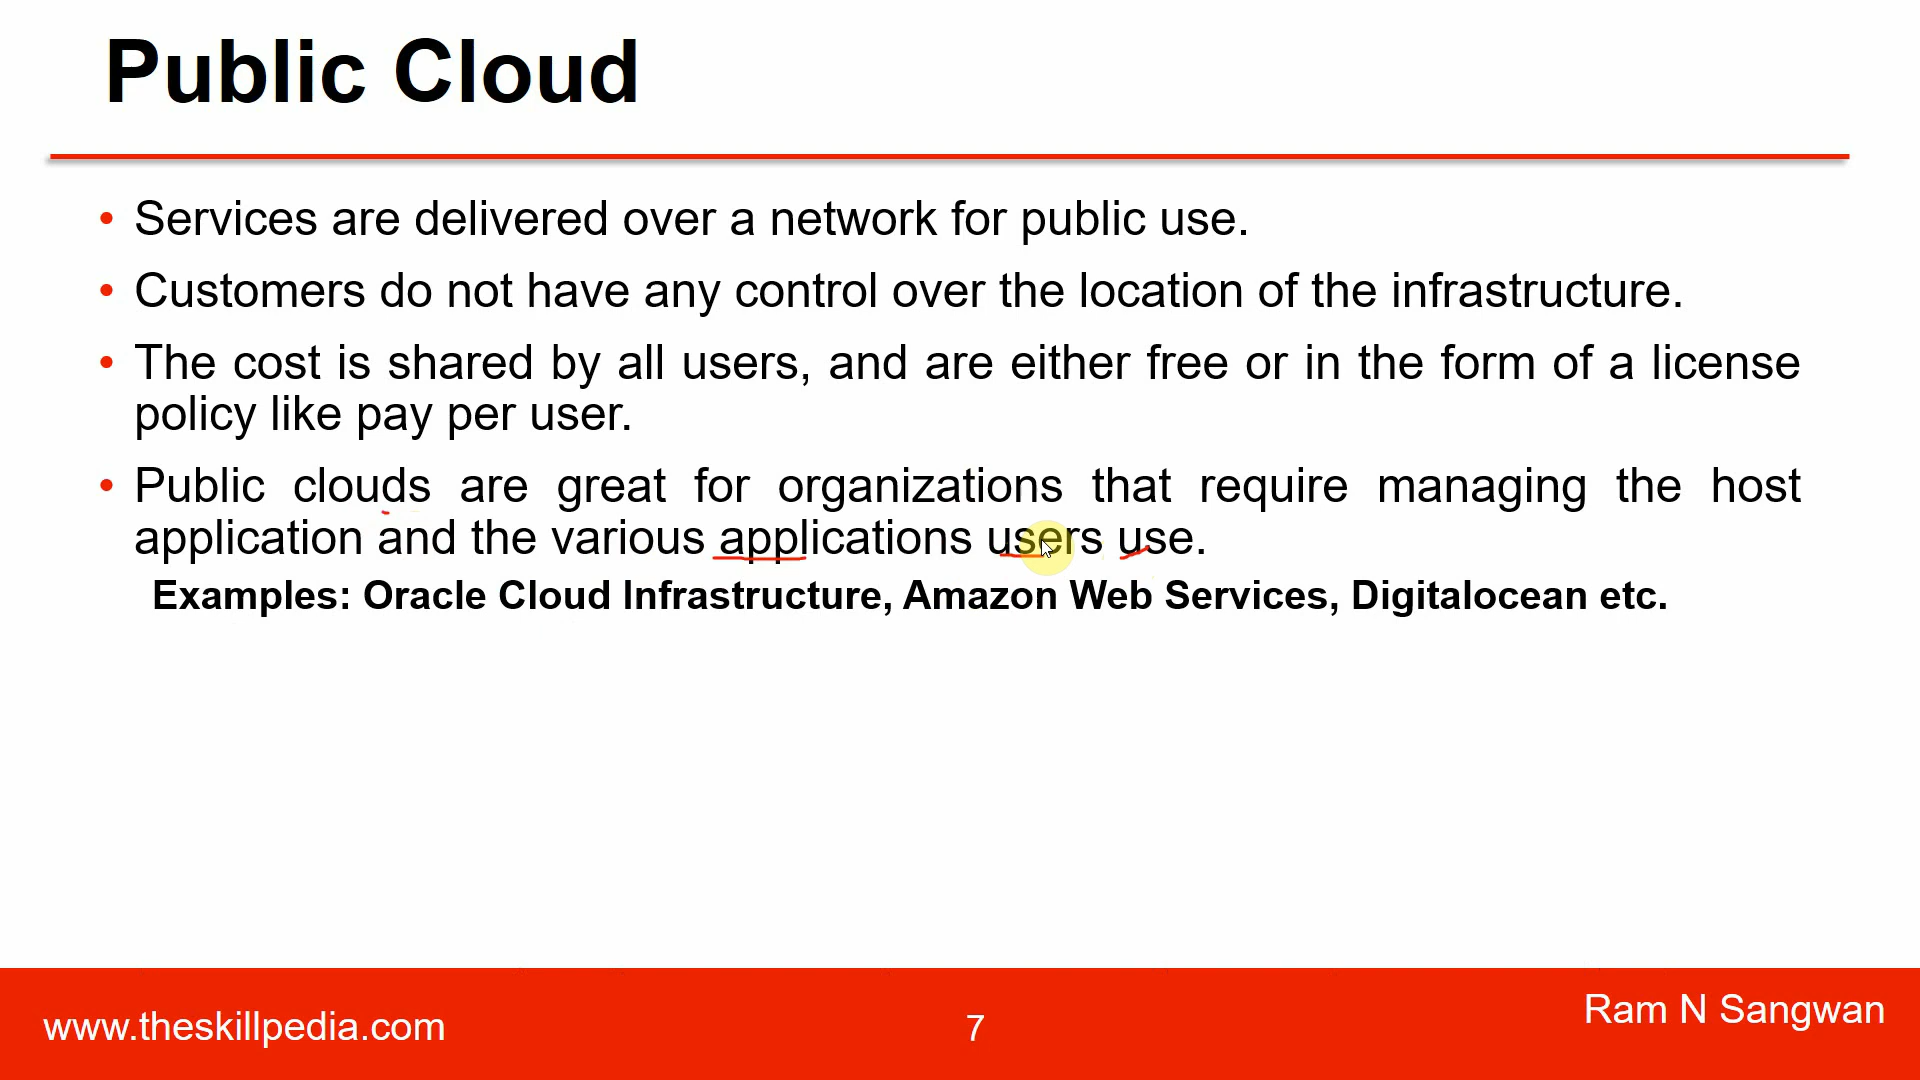 Public Cloud
• Services are delivered over a network for public use.
• Customers do not have any control over the location of the infrastructure.
• The cost is shared by all users, and are either free or in the form of a license
policy like pay per user.
• Public clouds are great for organizations that require managing the host
application and the various applications users use.
Examples: Oracle Cloud Infrastructure, Amazon Web Services, Digitalocean etc.
www.theskillpedia.com
7
Ram N Sangwan